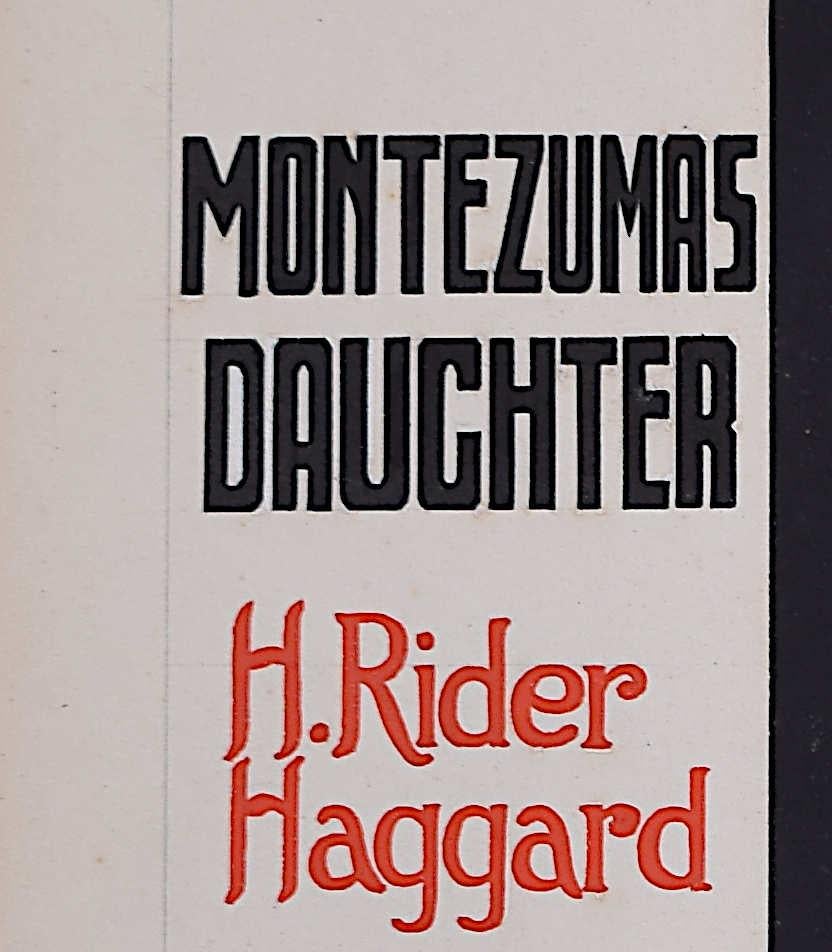 MONTEZUMAS
DAUGHTER
H. Rider
Haggard